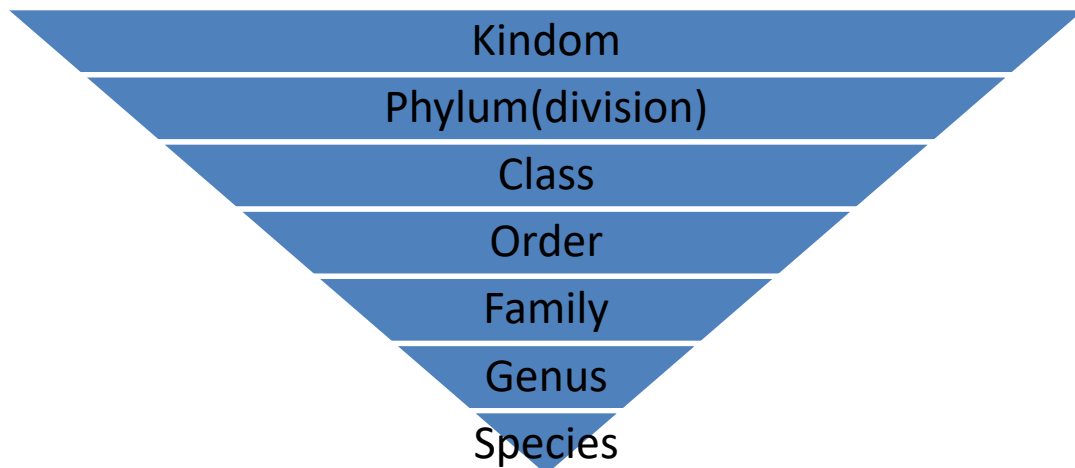 Kindom
Phylum(division)
Class
Order
Family
Genus
Species